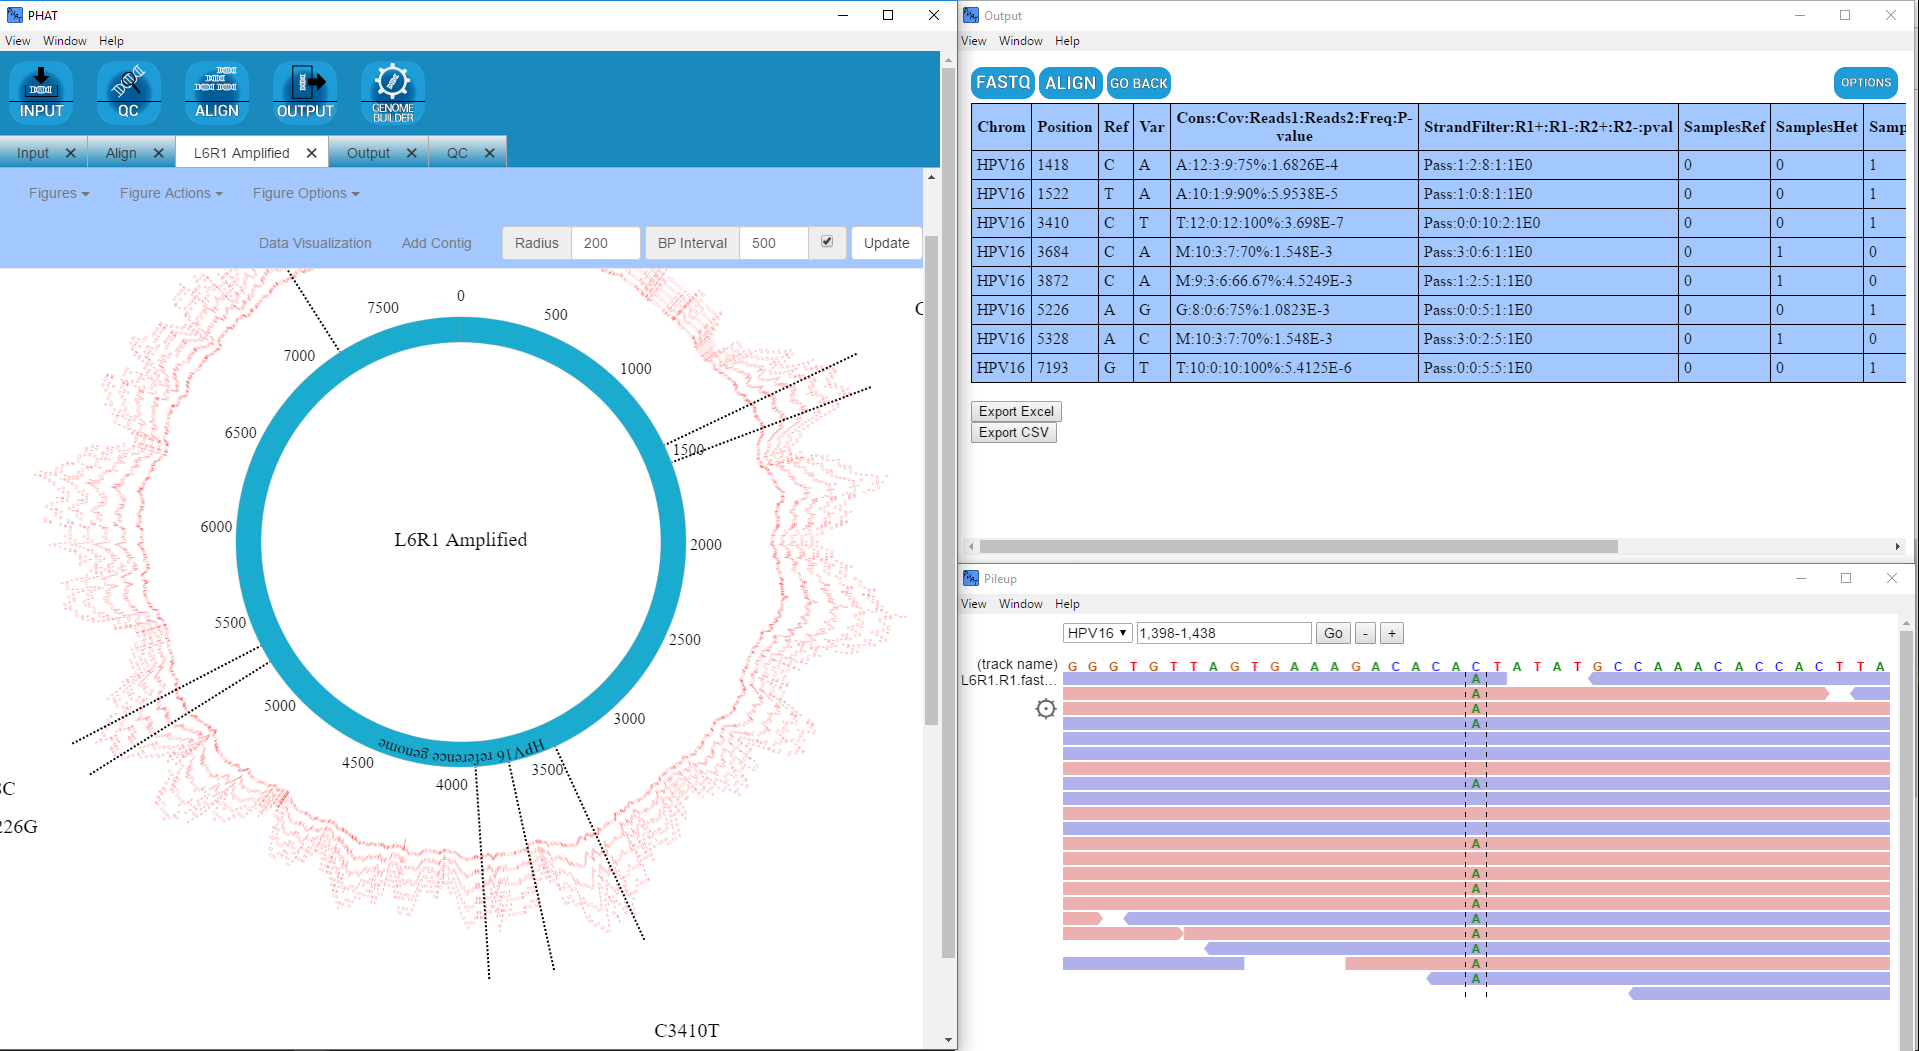 PHAT
View Window Help
INPUT
QC
ALIGN
OUTPUT
GENOME
BUILDER
Input ✕ Align ✕ L6R1 Amplified ✕ Output ✕ QC ✕
Figures Figure Actions Figure Options
Data Visualization Add Contig Radius 200 BP Interval 500 Update
0
500
1000
1500
2000
2500
3000
3500
4000
4500
5000
5500
6000
6500
7000
7500
L6R1 Amplified
HPV16 reference genome
C
C
226G
C3410T
Output
View Window Help
FASTQ ALIGN GO BACK OPTIONS
Chrom Position Ref Var Cons:Cov:Reads1:Reads2:Freq:P-value StrandFilter:R1+:R1-:R2+:R2-:pval SamplesRef SamplesHet Samp
HPV16 1418 C A A:12:3:9:75%:1.6826E-4 Pass:1:2:8:1:1E0 0 0 1
HPV16 1522 T A A:10:1:9:90%:5.9538E-5 Pass:1:0:8:1:1E0 0 0 1
HPV16 3410 C T T:12:0:12:100%:3.698E-7 Pass:0:0:10:2:1E0 0 0 1
HPV16 3684 C A M:10:3:7:70%:1.548E-3 Pass:3:0:6:1:1E0 0 1 0
HPV16 3872 C A M:9:3:6:66.67%:4.5249E-3 Pass:1:2:5:1:1E0 0 1 0
HPV16 5226 A G G:8:0:6:75%:1.0823E-3 Pass:0:0:5:1:1E0 0 0 1
HPV16 5328 A C M:10:3:7:70%:1.548E-3 Pass:3:0:2:5:1E0 0 1 0
HPV16 7193 G T T:10:0:10:100%:5.4125E-6 Pass:0:0:5:5:1E0 0 0 1
Export Excel
Export CSV
Pileup
View Window Help
HPV16 1,398-1,438 Go - +
(track name) G G G T G T T A G T G A A A G A C A C A C T A T A T G C C A A A C A C C A C T T A
L6R1.R1.fast... A
A
A
A
A
A
A
A
A
A
A
A
A
A